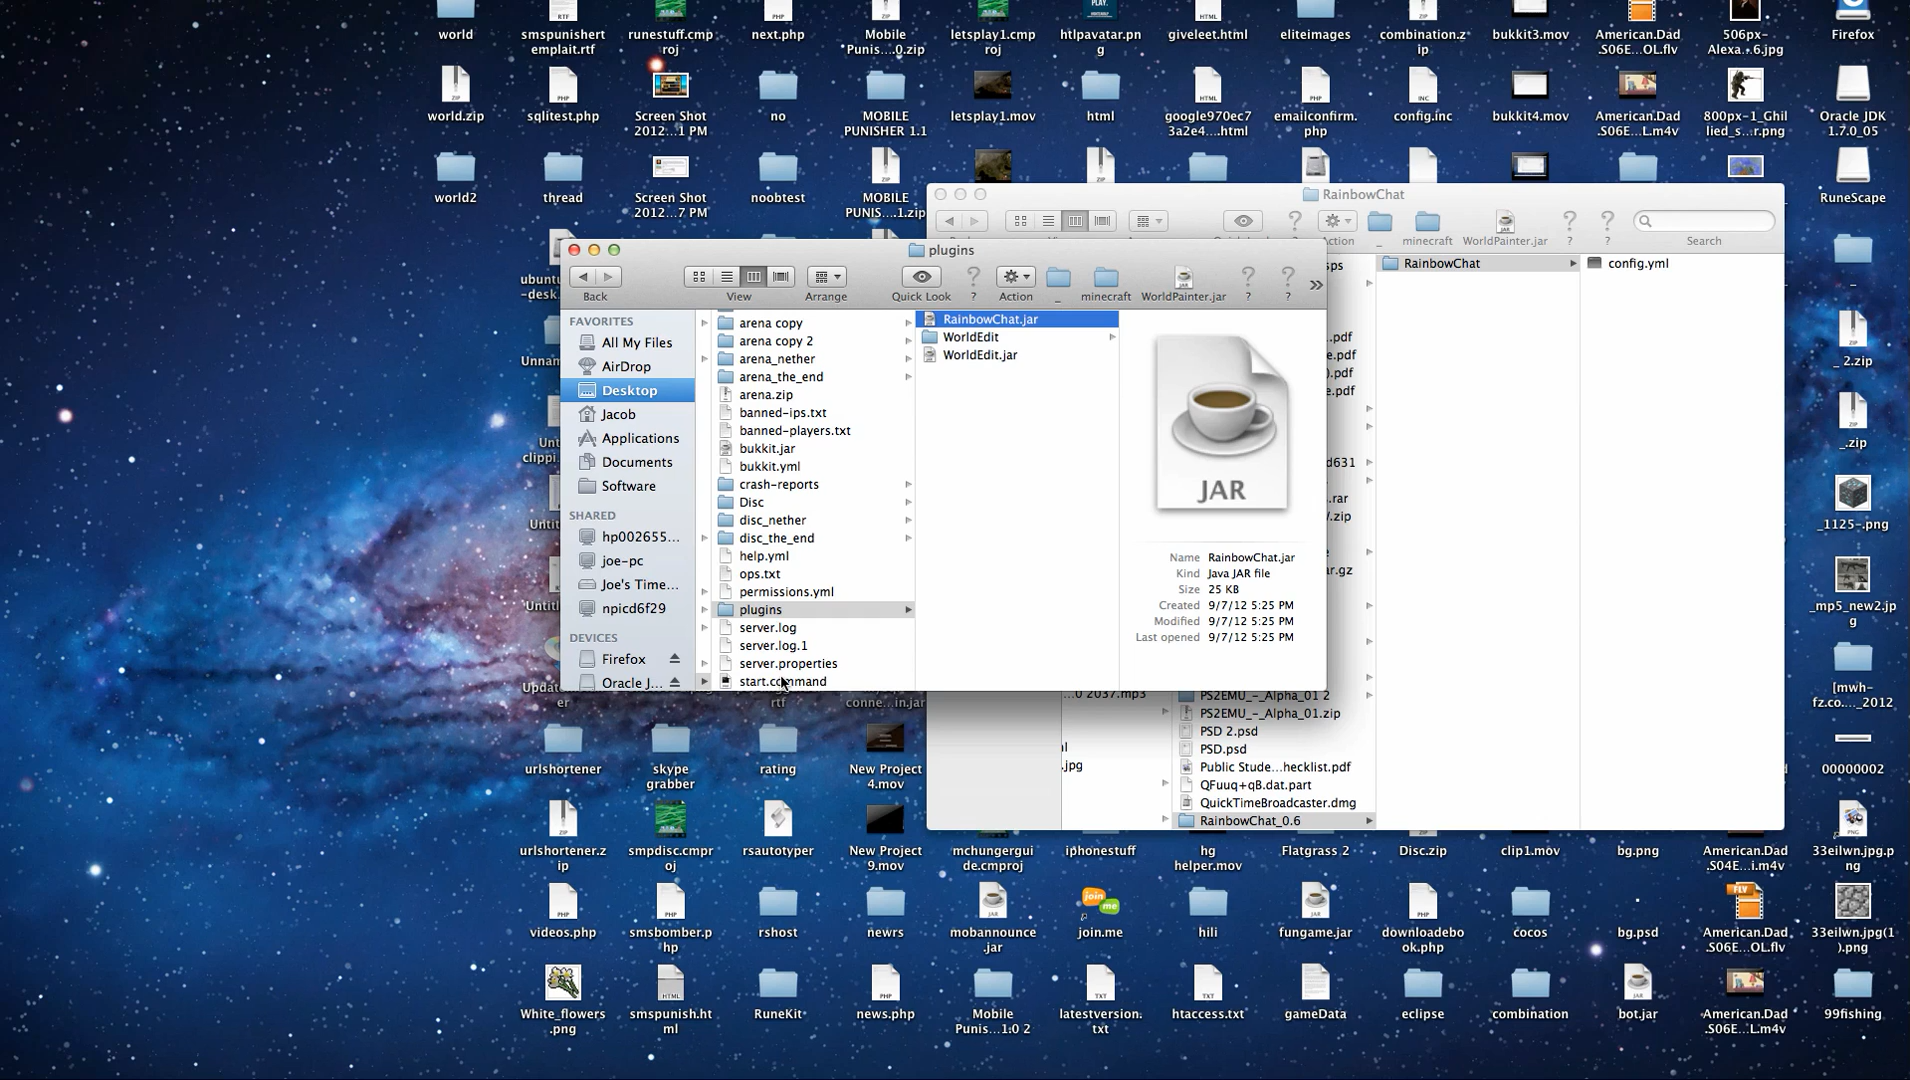 world
smspunishert
emplait.rtf
runestuff.cmp
roj
next.php
Mobile
Punis....0.zip
letsplay1.cmp
roj
htlpavatar.pn
g
giveleet.html
eliteimages
combination.z
ip
bukkit3.mov
American.Dad
.S06E...OL.flv
506px-
Alexa...6.jpg
Firefox
world.zip
sqlitest.php
Screen Shot
2012...1 PM
no
MOBILE
PUNISHER 1.1
letsplay1.mov
html
google970ec7
3a2e4....html
emailconfirm.
php
config.inc
bukkit4.mov
American.Dad
.S06E...L.m4v
800px-1_Ghil
lied_s...r.png
Oracle JDK
1.7.0_05
world2
thread
Screen Shot
2012...7 PM
noobtest
MOBILE
PUNIS....1.zip
RuneScape
RainbowChat
minecraft
WorldPainter.jar
?
?
Search
RainbowChat
config.yml
plugins
Back
View
Arrange
Quick Look
?
Action
_
minecraft
WorldPainter.jar
?
?
FAVORITES
All My Files
AirDrop
Desktop
Jacob
Applications
Documents
Software
SHARED
hp002655...
joe-pc
Joe's Time...
npicd6f29
DEVICES
Firefox
Oracle J...
arena copy
arena copy 2
arena_nether
arena_the_end
arena.zip
banned-ips.txt
banned-players.txt
bukkit.jar
bukkit.yml
crash-reports
Disc
disc_nether
disc_the_end
help.yml
ops.txt
permissions.yml
plugins
server.log
server.log.1
server.properties
start.command
RainbowChat.jar
WorldEdit
WorldEdit.jar
JAR
Name RainbowChat.jar
Kind Java JAR file
Size 25 KB
Created 9/7/12 5:25 PM
Modified 9/7/12 5:25 PM
Last opened 9/7/12 5:25 PM
PS2EMU_-_Alpha_01 2
PS2EMU_-_Alpha_01.zip
PSD 2.psd
PSD.psd
Public Stude...hecklist.pdf
QFuuq+qB.dat.part
QuickTimeBroadcaster.dmg
RainbowChat_0.6
_ 2.zip
_.zip
_1125-.png
_mp5_new2.jp
g
[mwh-
fz.co...._2012
00000002
urlshortener
skype
grabber
rating
New Project
4.mov
urlshortener.z
ip
smpdisc.cmpr
oj
rsautotyper
New Project
9.mov
mchungergui
de.cmproj
iphonestuff
hg
helper.mov
Flatgrass 2
Disc.zip
clip1.mov
bg.png
American.Dad
.S04E...i.m4v
33eilwn.jpg.p
ng
videos.php
smsbomber.p
hp
rshost
newrs
mobannounce
.jar
join.me
hili
fungame.jar
downloadebo
ok.php
cocos
bg.psd
American.Dad
.S06E...OL.flv
33eilwn.jpg(1
).png
White_flowers
.png
smspunish.ht
ml
RuneKit
news.php
Mobile
Punis...1.0 2
latestversion.
txt
htaccess.txt
gameData
eclipse
combination
bot.jar
American.Dad
.S06E...L.m4v
99fishing